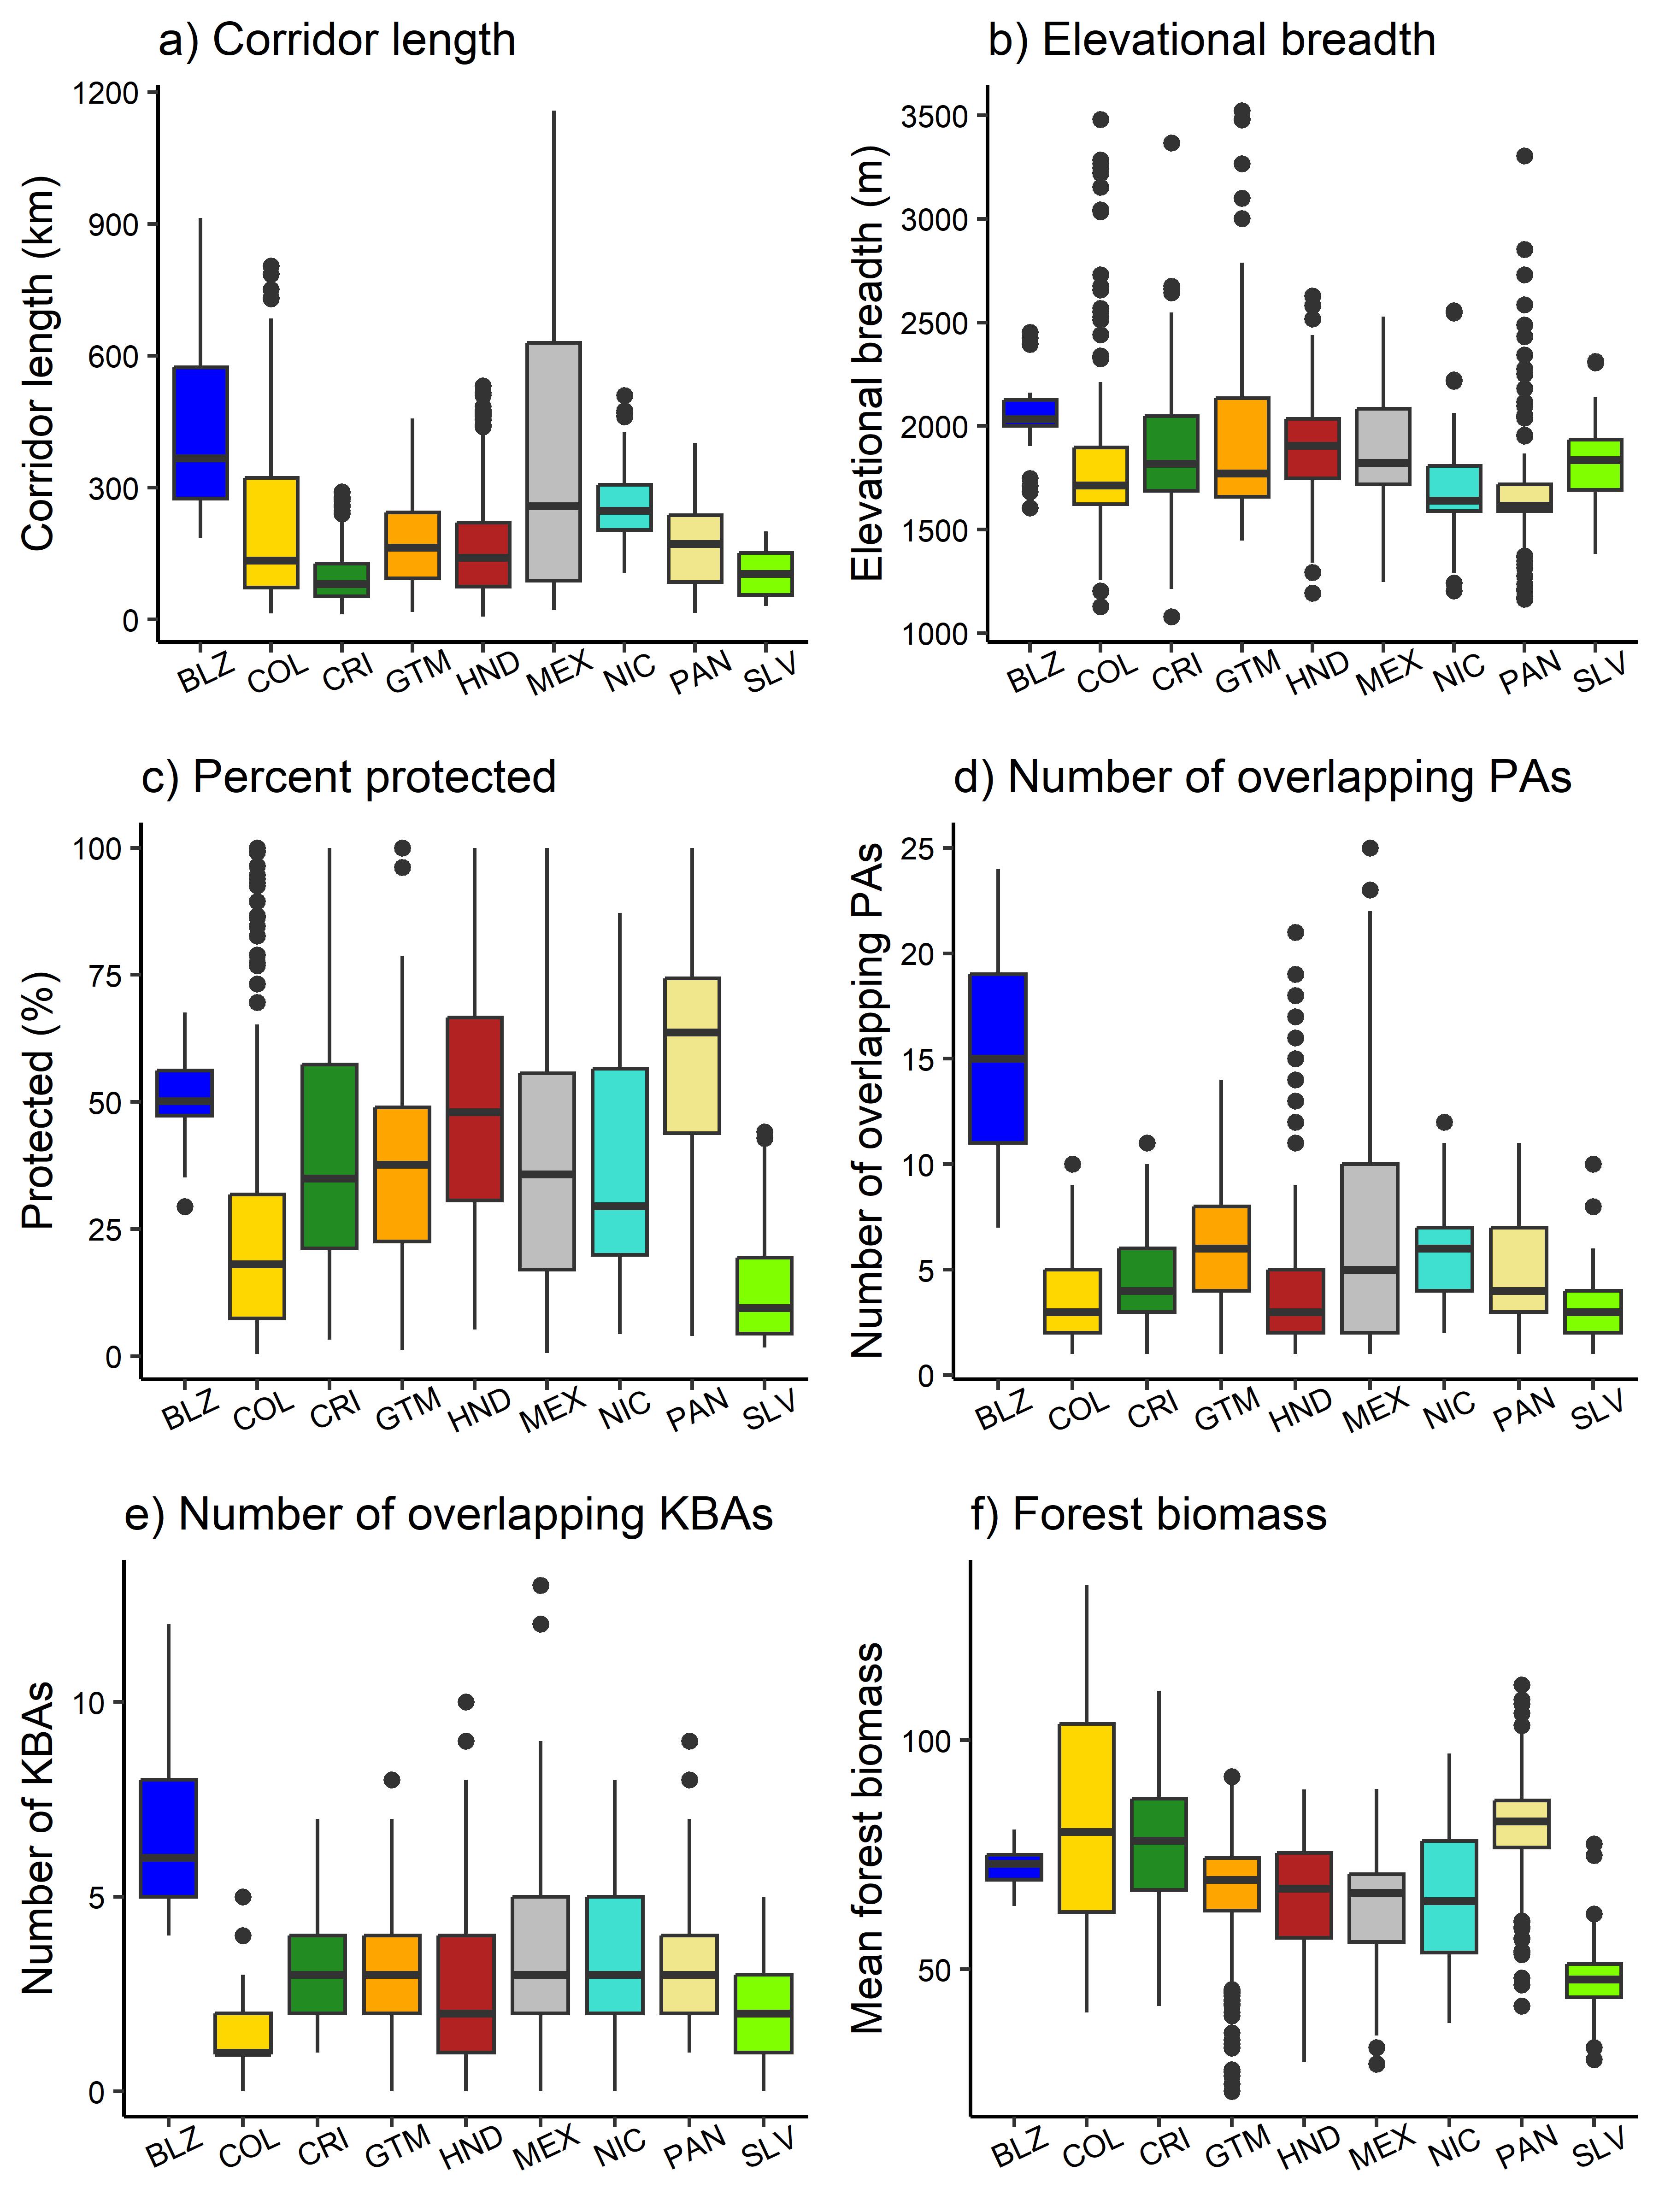 a) Corridor length
Corridor length (km)
1200
900
600
300
0
BLZ COL CRI GTM HND MEX NIC PAN SLV
b) Elevational breadth
Elevational breadth (m)
3500
3000
2500
2000
1500
1000
BLZ COL CRI GTM HND MEX NIC PAN SLV
c) Percent protected
Protected (%)
100
75
50
25
0
BLZ COL CRI GTM HND MEX NIC PAN SLV
d) Number of overlapping PAs
Number of overlapping PAs
25
20
15
10
5
0
BLZ COL CRI GTM HND MEX NIC PAN SLV
e) Number of overlapping KBAs
Number of KBAs
10
5
0
BLZ COL CRI GTM HND MEX NIC PAN SLV
f) Forest biomass
Mean forest biomass
100
50
BLZ COL CRI GTM HND MEX NIC PAN SLV